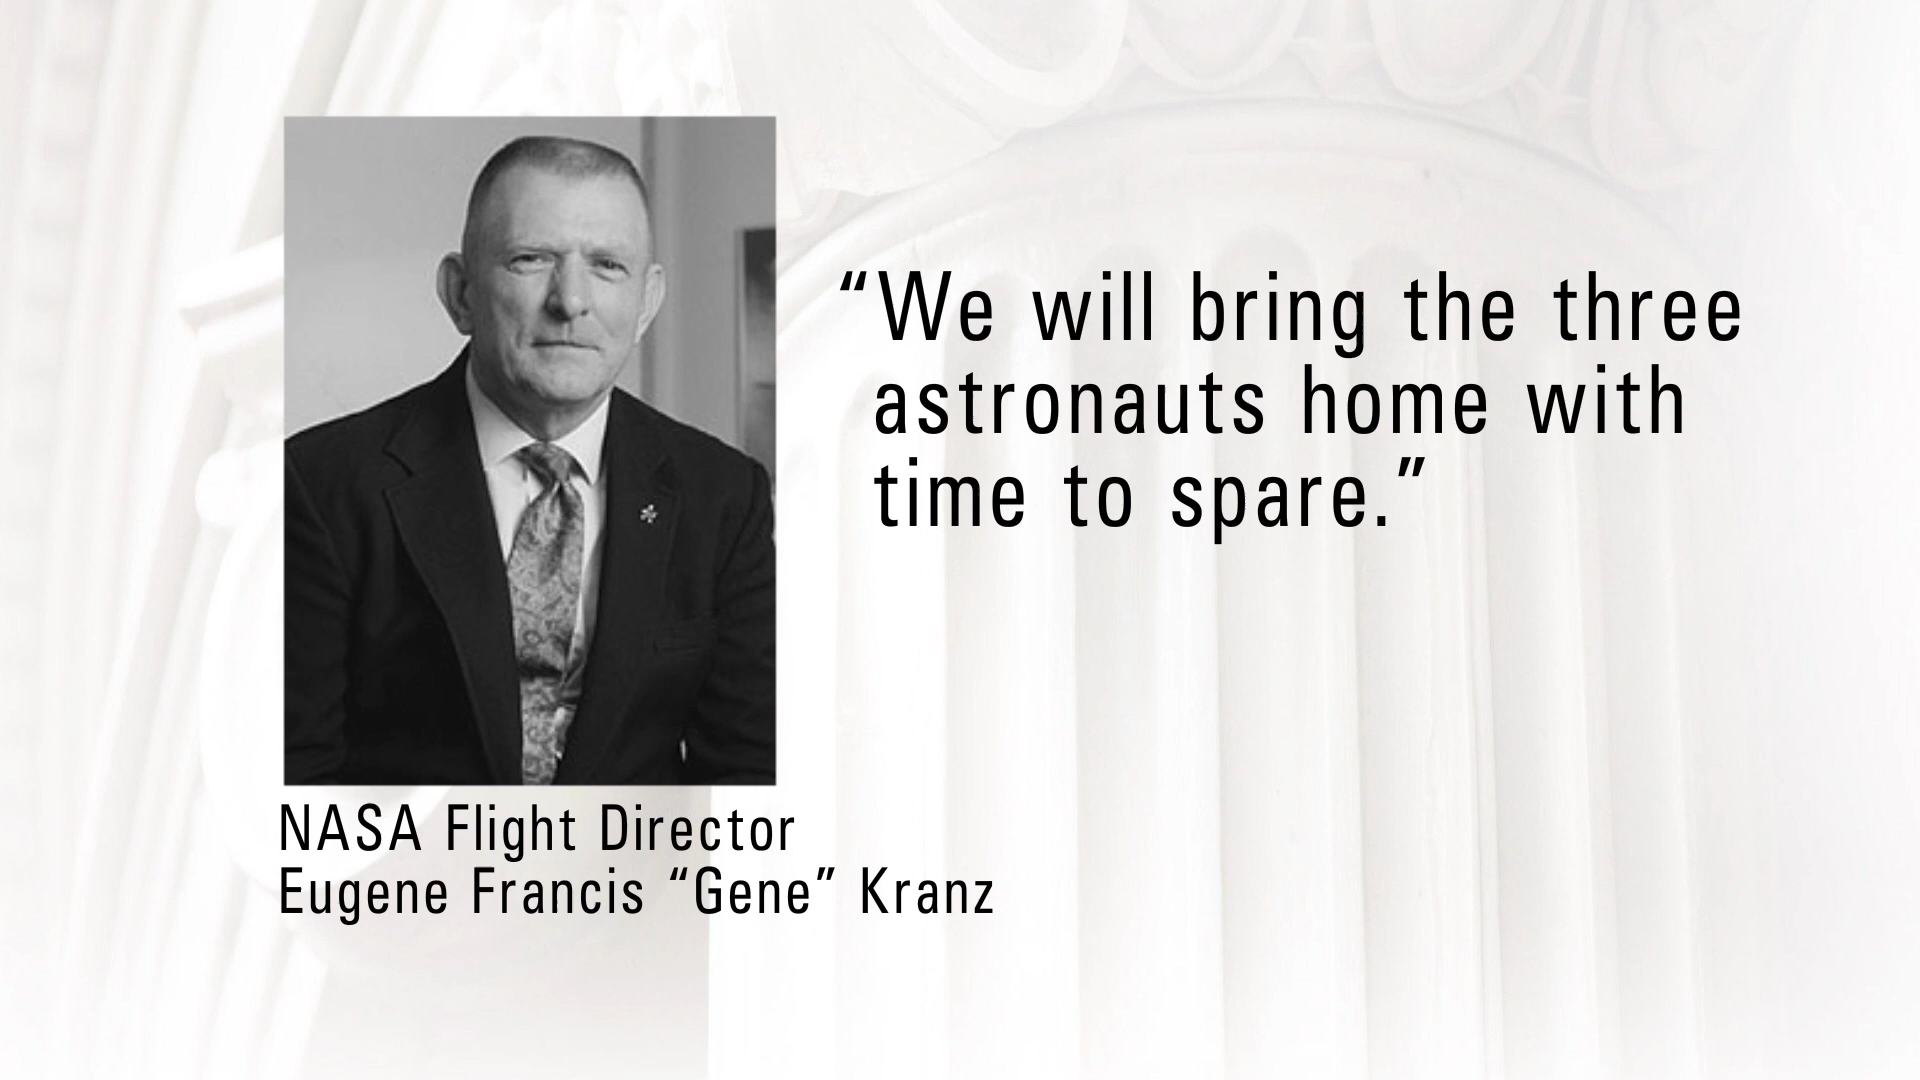 “We will bring the three
astronauts home with
time to spare.”
NASA Flight Director
Eugene Francis “Gene” Kranz